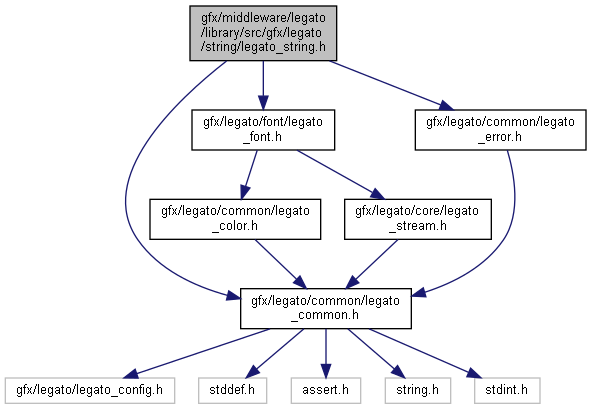 gfx/middleware/legato
/library/src/gfx/legato
/string/legato_string.h
gfx/legato/font/legato
_font.h
gfx/legato/common/legato
_error.h
gfx/legato/common/legato
_color.h
gfx/legato/core/legato
_stream.h
gfx/legato/common/legato
_common.h
gfx/legato/legato_config.h
stddef.h
assert.h
string.h
stdint.h